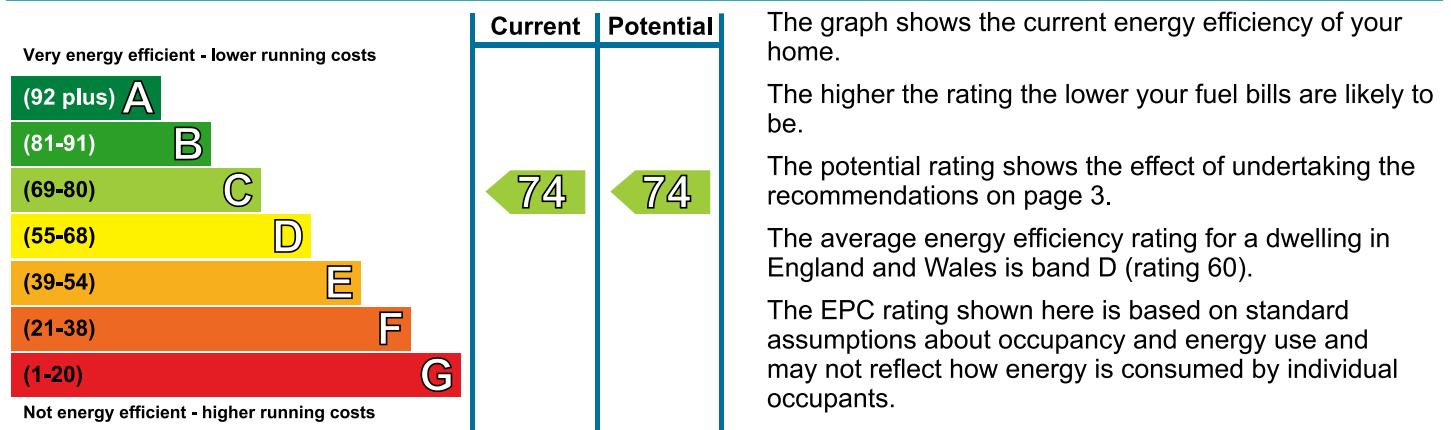 Current
Potential
Very energy efficient - lower running costs
(92 plus) A
(81-91) B
(69-80) C
(55-68) D
(39-54) E
(21-38) F
(1-20) G
Not energy efficient - higher running costs
74
74
The graph shows the current energy efficiency of your
home.
The higher the rating the lower your fuel bills are likely to
be.
The potential rating shows the effect of undertaking the
recommendations on page 3.
The average energy efficiency rating for a dwelling in
England and Wales is band D (rating 60).
The EPC rating shown here is based on standard
assumptions about occupancy and energy use and
may not reflect how energy is consumed by individual
occupants.